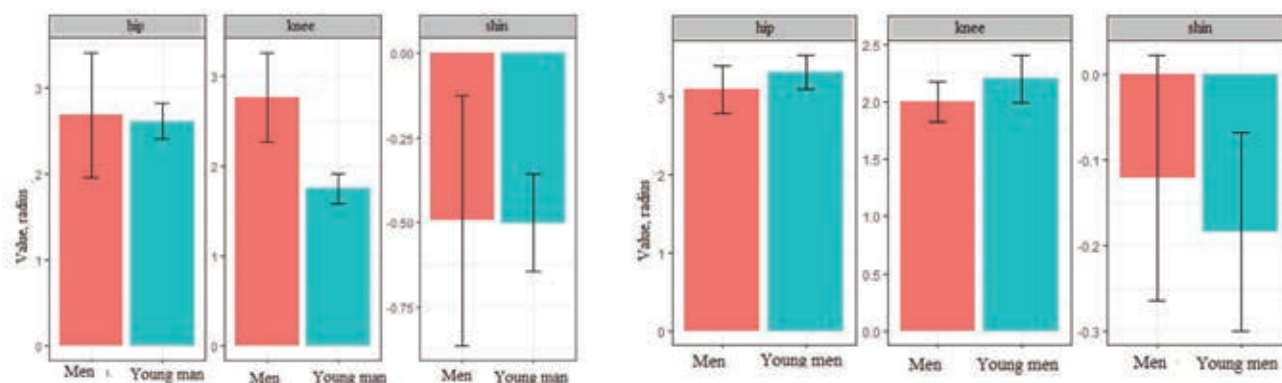 hip
knee
shin
Value, radius
3
2
1
0
3
2
1
0
0.00
-0.25
-0.50
-0.75
Men
Young man
Men
Young man
Men
Young man
hip
knee
shin
Value, radius
3
2
1
0
2.5
2.0
1.5
1.0
0.5
0.0
0.0
-0.1
-0.2
-0.3
Men
Young men
Men
Young men
Men
Young men